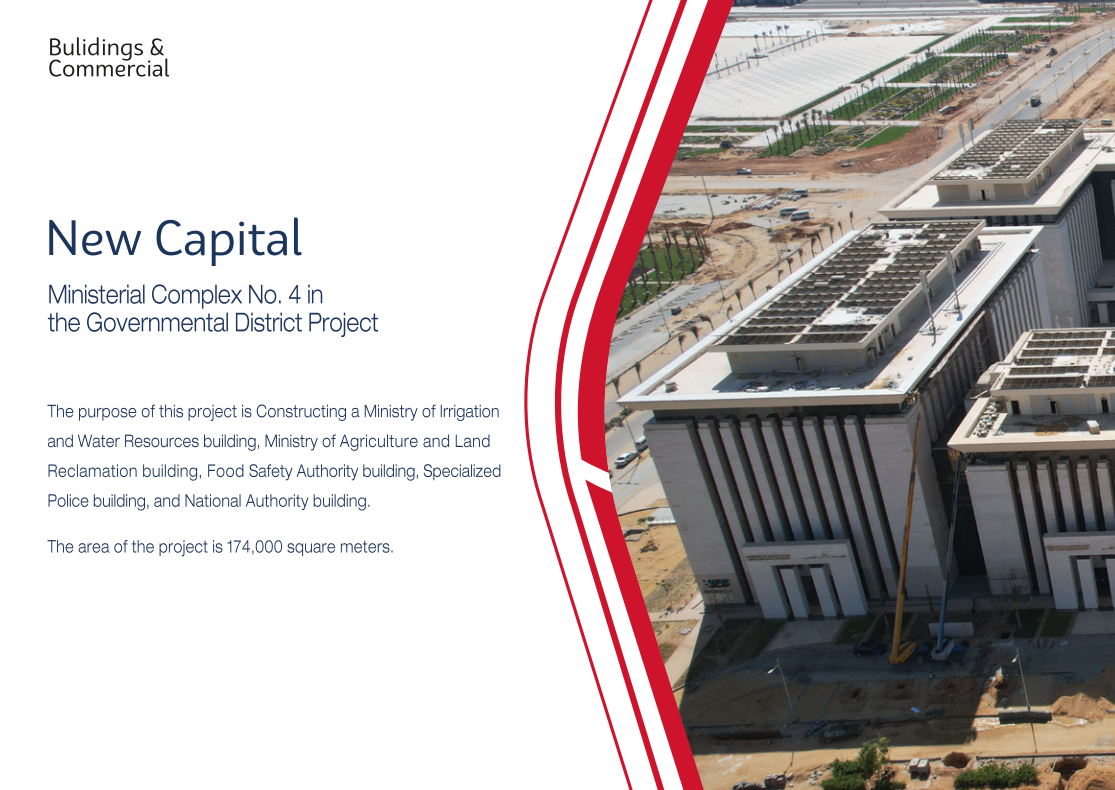 Bulidings &
Commercial
New Capital
Ministerial Complex No. 4 in
the Governmental District Project
The purpose of this project is Constructing a Ministry of Irrigation
and Water Resources building, Ministry of Agriculture and Land
Reclamation building, Food Safety Authority building, Specialized
Police building, and National Authority building.
The area of the project is 174,000 square meters.